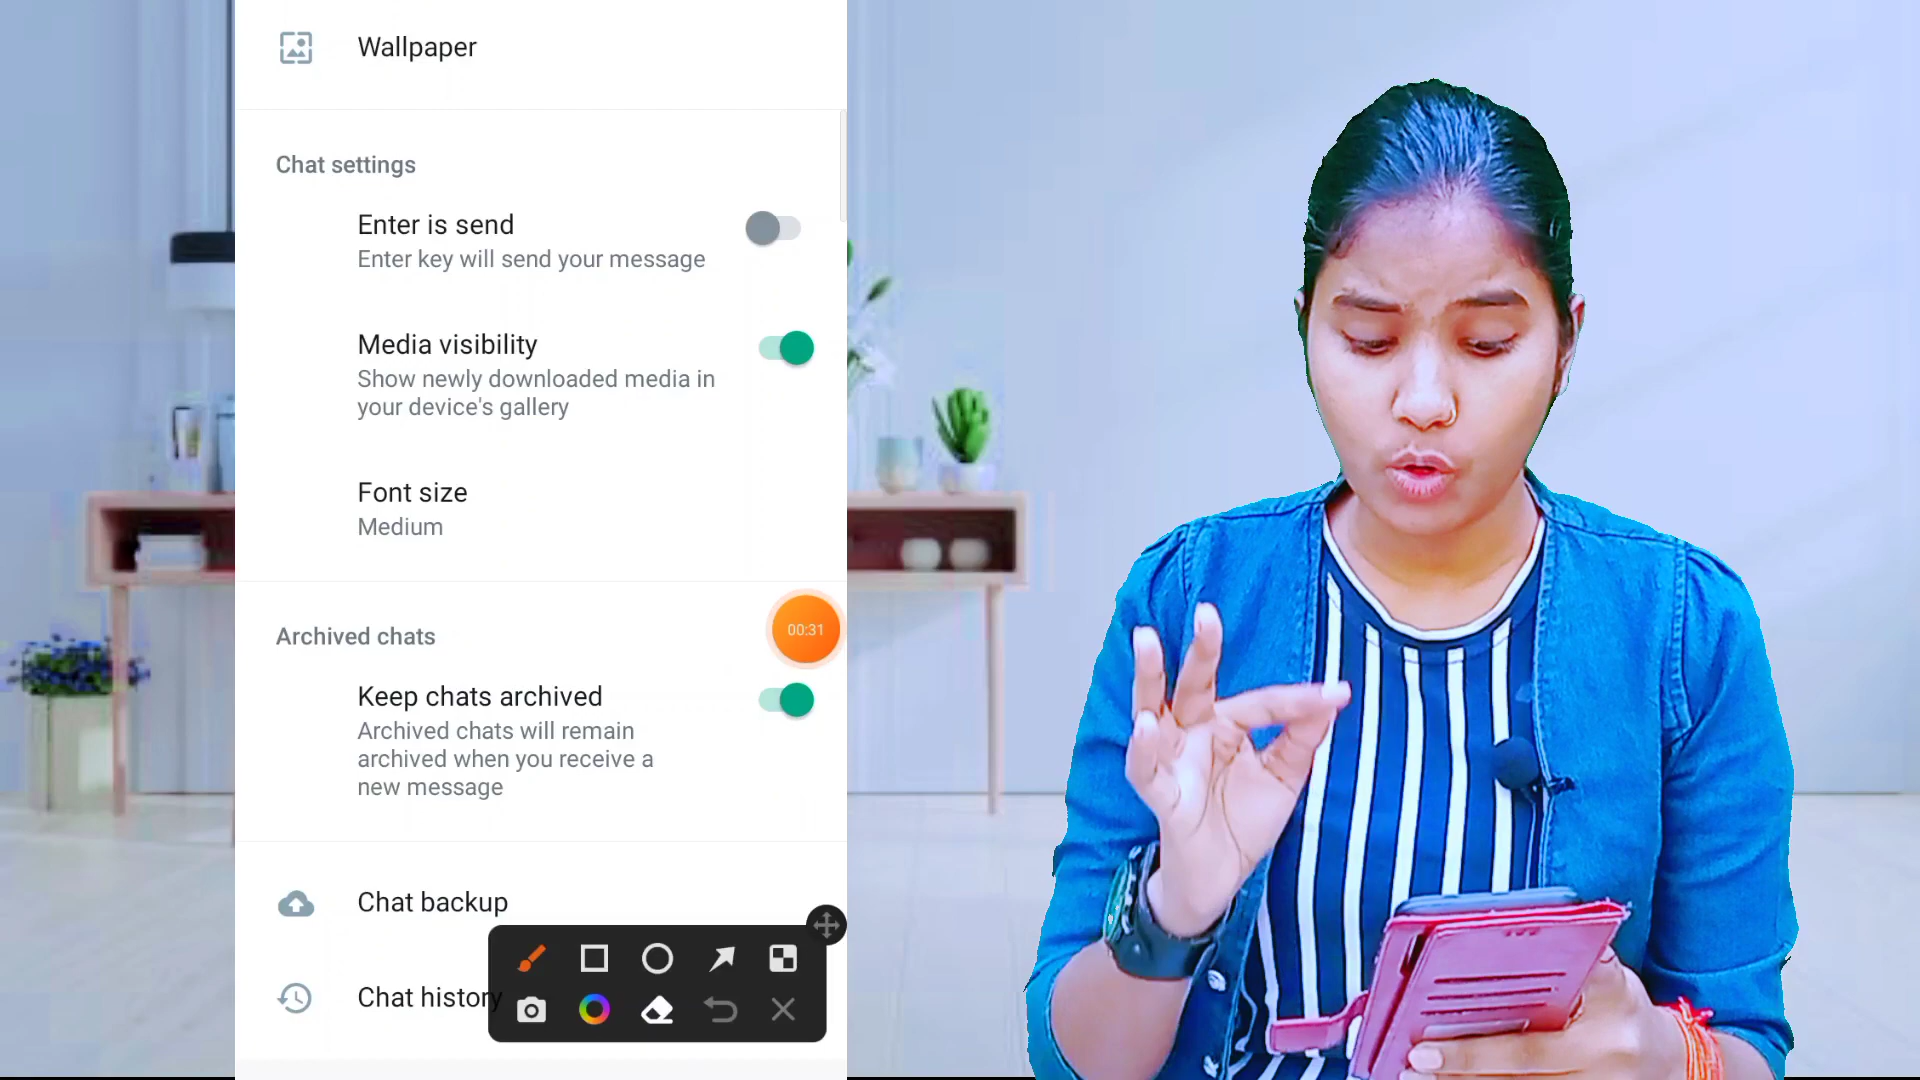 Wallpaper
Chat settings
Enter is send
Enter key will send your message
Media visibility
Show newly downloaded media in
your device's gallery
Font size
Medium
00:31
Archived chats
Keep chats archived
Archived chats will remain
archived when you receive a
new message
Chat backup
Chat history